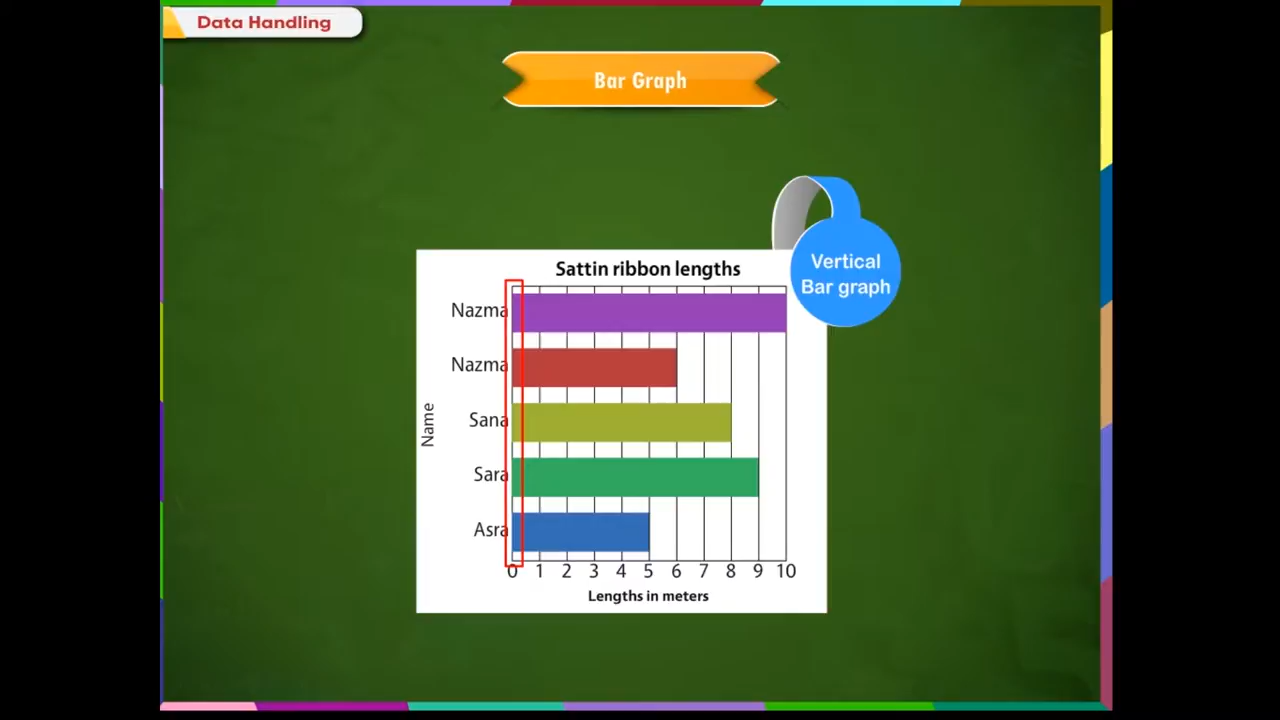 Data Handling
Bar Graph
Vertical
Bar graph
Sattin ribbon lengths
Nazma
Nazma
Sana
Sara
Asra
Name
0 1 2 3 4 5 6 7 8 9 10
Lengths in meters